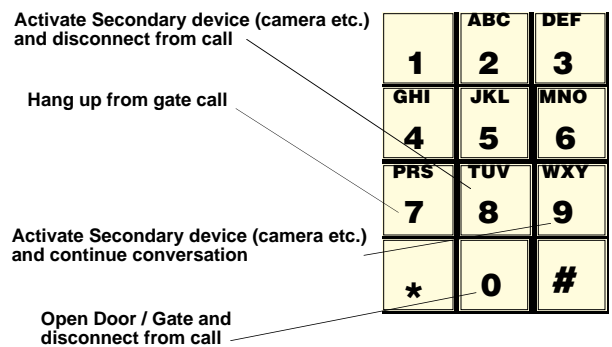 Activate Secondary device (camera etc.)
and disconnect from call
Hang up from gate call
Activate Secondary device (camera etc.)
and continue conversation
Open Door / Gate and
disconnect from call
ABC DEF
1 2 3
GHI JKL MNO
4 5 6
PRS TUV WXY
7 8 9
* 0 #